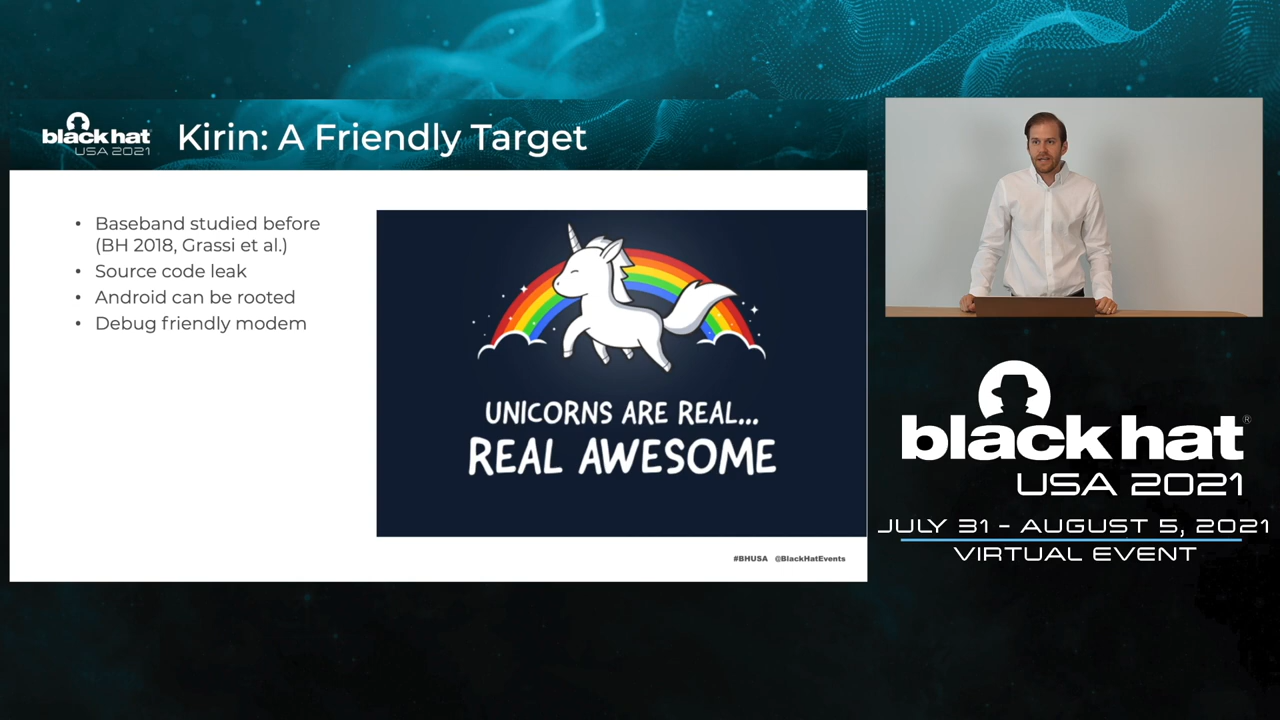 black hat
USA 2021
Kirin: A Friendly Target
• Baseband studied before
(BH 2018, Grassi et al.)
• Source code leak
• Android can be rooted
• Debug friendly modem
UNICORNS ARE REAL...
REAL AWESOME
#BHUSA @BlackHatEvents
black hat®
USA 2021
JULY 31 - AUGUST 5, 2021
VIRTUAL EVENT